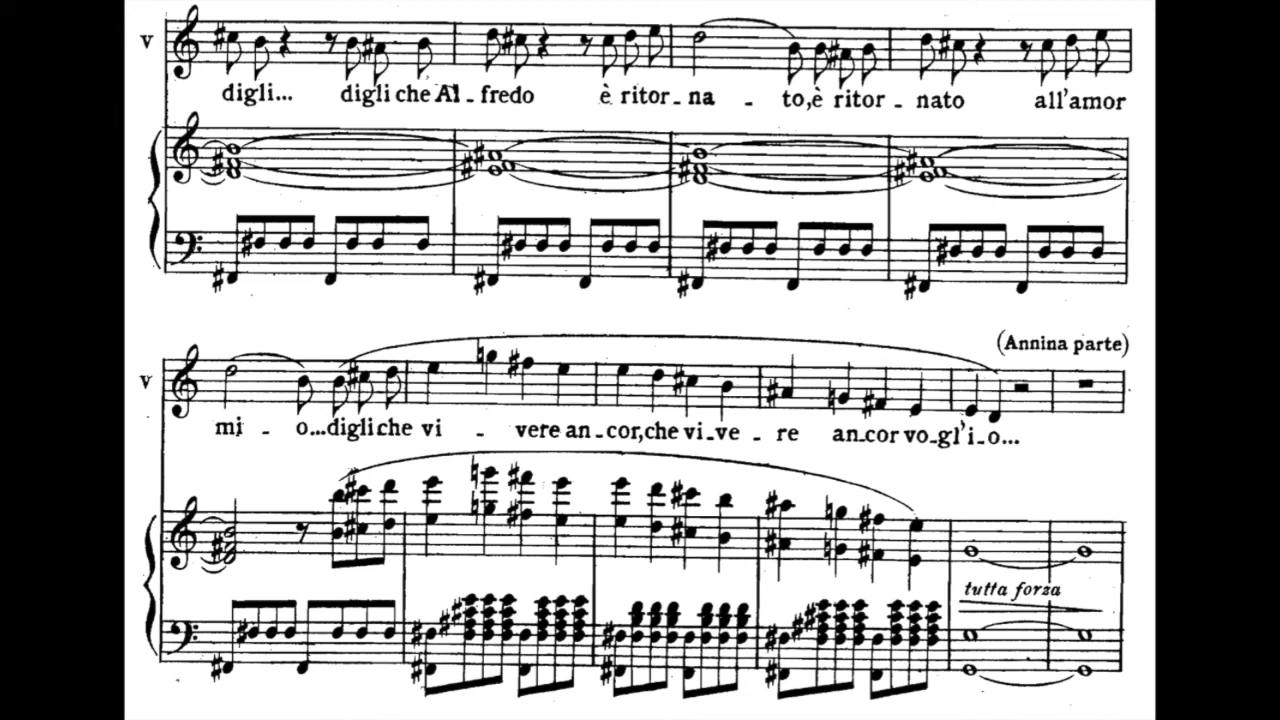 V
digli... digli che Al - fredo è ritor - na - to, è ritor - nato all'amor
(Annina parte)
V
mi - o... digli che vi - vere an - cor, che vi - ve - re an - cor vo - gl'i - o...
tutta forza